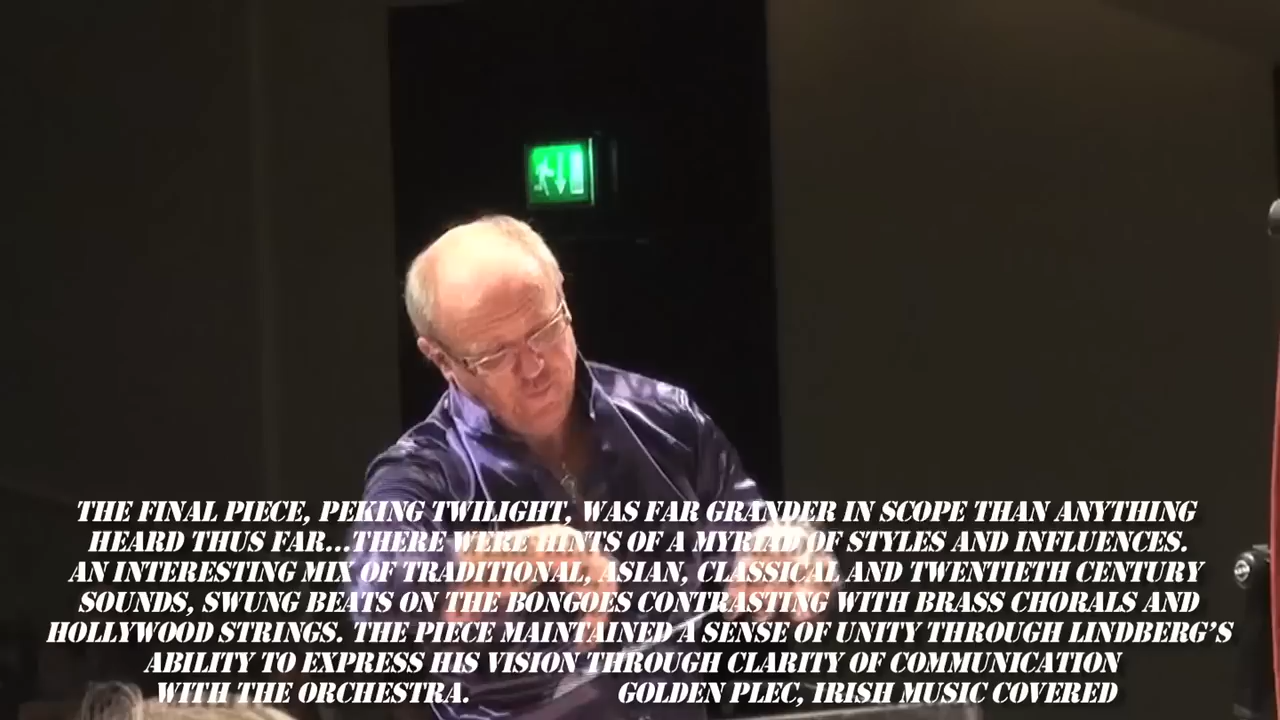 THE FINAL PIECE, PEKING TWILIGHT, WAS FAR GRANDER IN SCOPE THAN ANYTHING
HEARD THUS FAR...THERE WERE HINTS OF A MYRIAD OF STYLES AND INFLUENCES.
AN INTERESTING MIX OF TRADITIONAL, ASIAN, CLASSICAL AND TWENTIETH CENTURY
SOUNDS, SWUNG BEATS ON THE BONGOES CONTRASTING WITH BRASS CHORALS AND
HOLLYWOOD STRINGS. THE PIECE MAINTAINED A SENSE OF UNITY THROUGH LINDBERG'S
ABILITY TO EXPRESS HIS VISION THROUGH CLARITY OF COMMUNICATION
WITH THE ORCHESTRA. GOLDEN PLEC, IRISH MUSIC COVERED